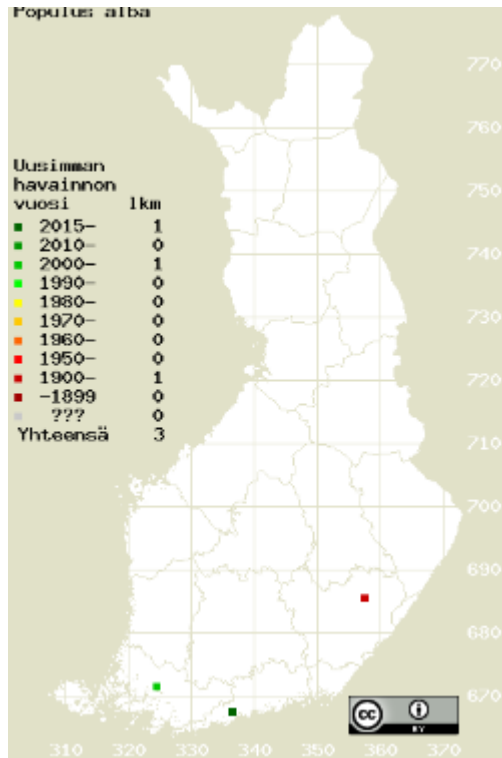 Populus alba
Uusimman
havainnon
vuosi 1km
2015- 1
2010- 0
2000- 1
1990- 0
1980- 0
1970- 0
1960- 0
1950- 0
1900- 1
-1899 0
??? 0
Yhteensä 3
770
760
750
740
730
720
710
700
690
680
670
310 320 330 340 350 360 370
cc
BY